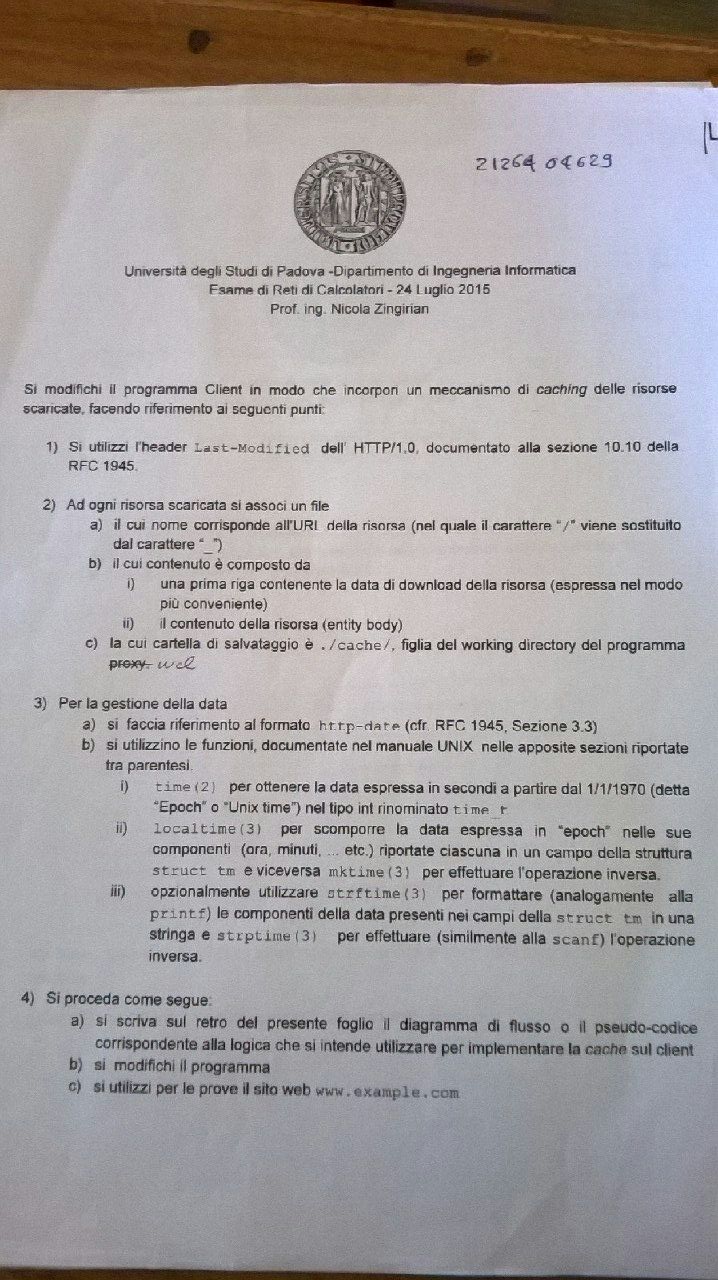 21264 04629
Università degli Studi di Padova -Dipartimento di Ingegneria Informatica
Esame di Reti di Calcolatori - 24 Luglio 2015
Prof. ing. Nicola Zingirian
Si modifichi il programma Client in modo che incorpori un meccanismo di caching delle risorse
scaricate, facendo riferimento ai seguenti punti:
1) Si utilizzi l'header Last-Modified dell' HTTP/1.0, documentato alla sezione 10.10 della
RFC 1945.
2) Ad ogni risorsa scaricata si associ un file
a) il cui nome corrisponde all'URL della risorsa (nel quale il carattere "/" viene sostituito
dal carattere "_")
b) il cui contenuto è composto da
i) una prima riga contenente la data di download della risorsa (espressa nel modo
più conveniente)
ii) il contenuto della risorsa (entity body)
c) la cui cartella di salvataggio è ./cache/, figlia del working directory del programma
proxy.
3) Per la gestione della data
a) si faccia riferimento al formato http-date (cfr. RFC 1945, Sezione 3.3)
b) si utilizzino le funzioni, documentate nel manuale UNIX nelle apposite sezioni riportate
tra parentesi.
i) time(2) per ottenere la data espressa in secondi a partire dal 1/1/1970 (detta
"Epoch" o "Unix time") nel tipo int rinominato time_t
ii) localtime(3) per scomporre la data espressa in "epoch" nelle sue
componenti (ora, minuti, ... etc.) riportate ciascuna in un campo della struttura
struct tm e viceversa mktime(3) per effettuare l'operazione inversa.
iii) opzionalmente utilizzare strftime(3) per formattare (analogamente alla
printf) le componenti della data presenti nei campi della struct tm in una
stringa e strptime(3) per effettuare (similmente alla scanf) l'operazione
inversa.
4) Si proceda come segue:
a) si scriva sul retro del presente foglio il diagramma di flusso o il pseudo-codice
corrispondente alla logica che si intende utilizzare per implementare la cache sul client
b) si modifichi il programma
c) si utilizzi per le prove il sito web www.example.com